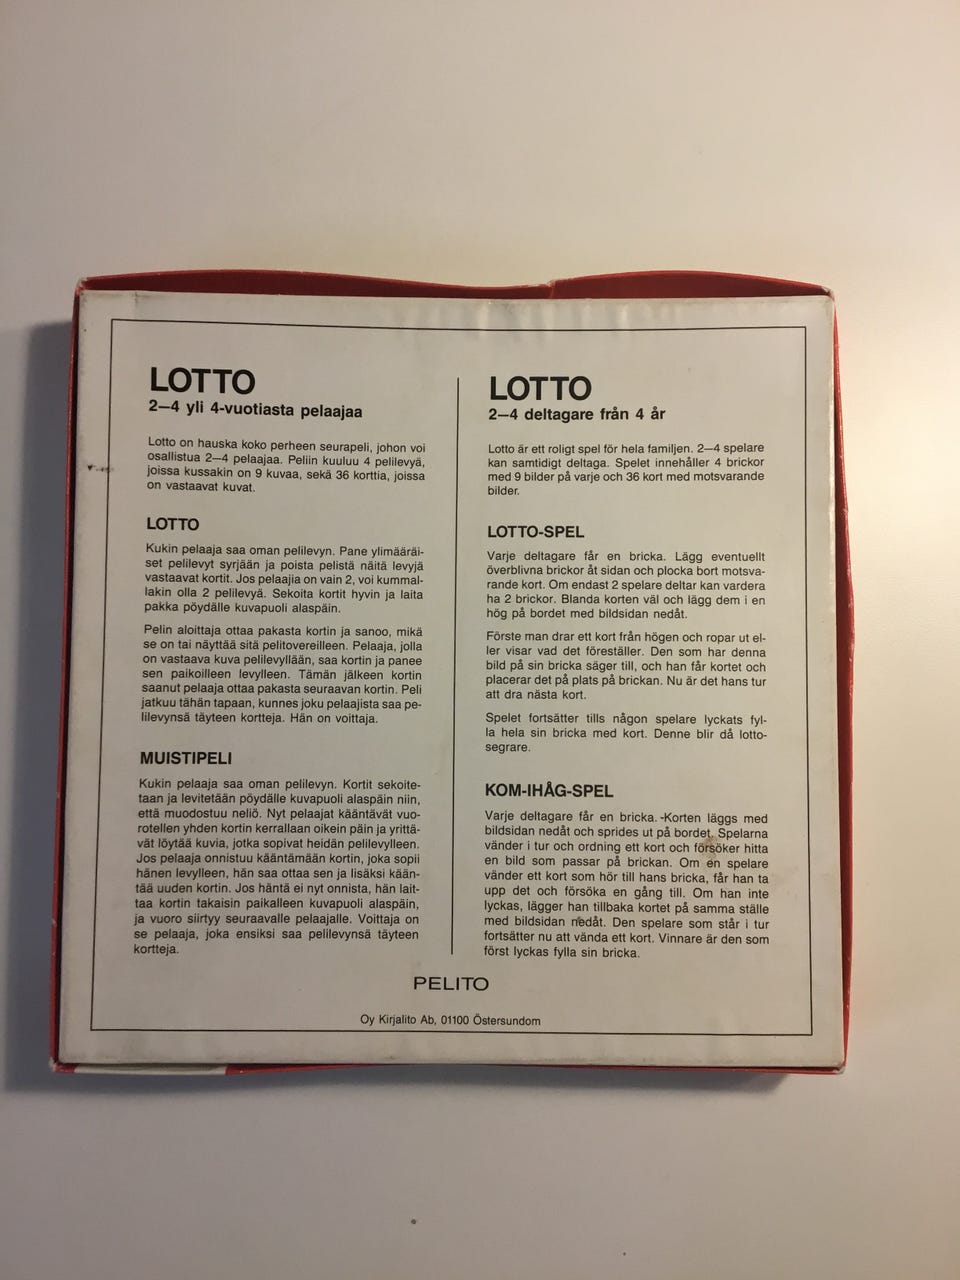 LOTTO
2–4 yli 4-vuotiasta pelaajaa
Lotto on hauska koko perheen seurapeli, johon voi
osallistua 2–4 pelaajaa. Peliin kuuluu 4 pelilevyä,
joissa kussakin on 9 kuvaa, sekä 36 korttia, joissa
on vastaavat kuvat.
LOTTO
Kukin pelaaja saa oman pelilevyn. Pane ylimääräi-
set pelilevyt syrjään ja poista pelistä näitä levyjä
vastaavat kortit. Jos pelaajia on vain 2, voi kummal-
lakin olla 2 pelilevyä. Sekoita kortit hyvin ja laita
pakka pöydälle kuvapuoli alaspäin.
Pelin aloittaja ottaa pakasta kortin ja sanoo, mikä
se on tai näyttää sitä pelitovereilleen. Pelaaja, jolla
on vastaava kuva pelilevyllään, saa kortin ja panee
sen paikoilleen levylleen. Tämän jälkeen kortin
saanut pelaaja ottaa pakasta seuraavan kortin. Peli
jatkuu tähän tapaan, kunnes joku pelaajista saa pe-
lilevynsä täyteen kortteja. Hän on voittaja.
MUISTIPELI
Kukin pelaaja saa oman pelilevyn. Kortit sekoite-
taan ja levitetään pöydälle kuvapuoli alaspäin niin,
että muodostuu neliö. Nyt pelaajat kääntävät vuo-
rotellen yhden kortin kerrallaan oikein päin ja yrittä-
vät löytää kuvia, jotka sopivat heidän pelilevylleen.
Jos pelaaja onnistuu kääntämään kortin, joka sopii
hänen levylleen, hän saa ottaa sen ja lisäksi kään-
tää uuden kortin. Jos häntä ei nyt onnista, hän lait-
taa kortin takaisin paikalleen kuvapuoli alaspäin,
ja vuoro siirtyy seuraavalle pelaajalle. Voittaja on
se pelaaja, joka ensiksi saa pelilevynsä täyteen
kortteja.
LOTTO
2–4 deltagare från 4 år
Lotto är ett roligt spel för hela familjen. 2–4 spelare
kan samtidigt deltaga. Spelet innehåller 4 brickor
med 9 bilder på varje och 36 kort med motsvarande
bilder.
LOTTO-SPEL
Varje deltagare får en bricka. Lägg eventuellt
överblivna brickor åt sidan och plocka bort motsva-
rande kort. Om endast 2 spelare deltar kan vardera
ha 2 brickor. Blanda korten väl och lägg dem i en
hög på bordet med bildsidan nedåt.
Förste man drar ett kort från högen och ropar ut el-
ler visar vad det föreställer. Den som har denna
bild på sin bricka säger till, och han får kortet och
placerar det på plats på brickan. Nu är det hans tur
att dra nästa kort.
Spelet fortsätter tills någon spelare lyckats fyl-
la hela sin bricka med kort. Denne blir då lotto-
segrare.
KOM-IHÅG-SPEL
Varje deltagare får en bricka. -Korten läggs med
bildsidan nedåt och sprides ut på bordet. Spelarna
vänder i tur och ordning ett kort och försöker hitta
en bild som passar på brickan. Om en spelare
vänder ett kort som hör till hans bricka, får han ta
upp det och försöka en gång till. Om han inte
lyckas, lägger han tillbaka kortet på samma ställe
med bildsidan nedåt. Den spelare som står i tur
fortsätter nu att vända ett kort. Vinnare är den som
först lyckas fylla sin bricka.
PELITO
Oy Kirjalito Ab, 01100 Östersundom